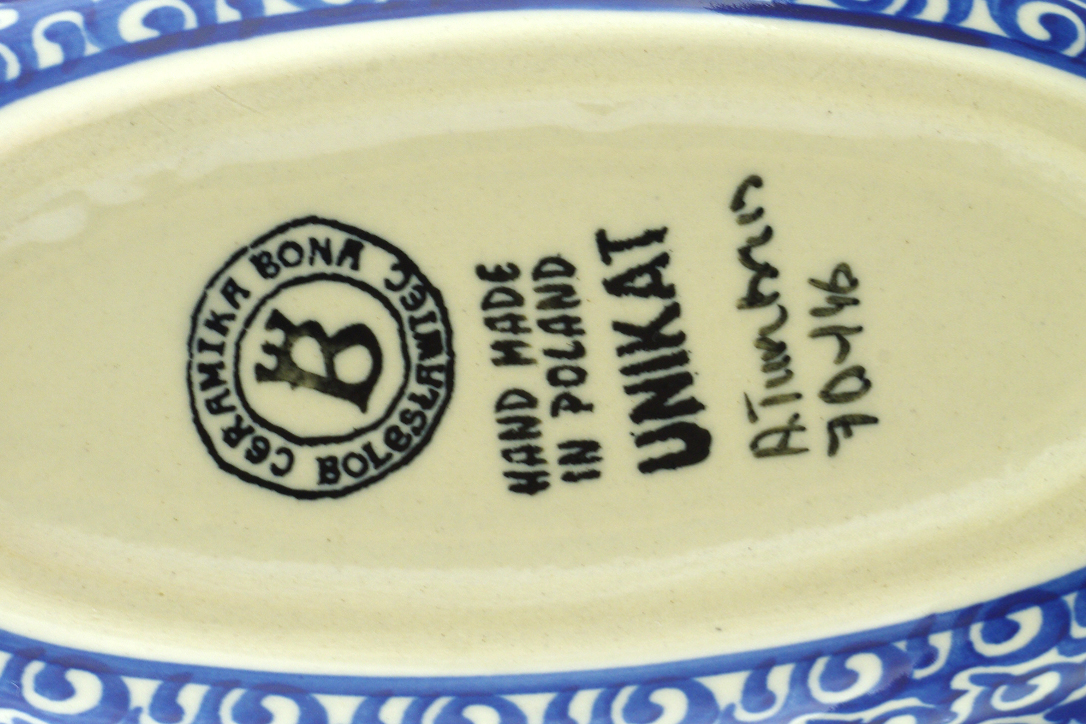 CERAMIKA BONA
BOLESŁAWIEC
B
HAND MADE
IN POLAND
UNIKAT